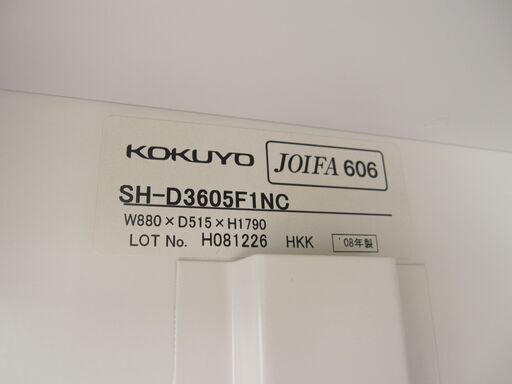 KOKUYO JOIFA 606
SH-D3605F1NC
W880×D515×H1790
LOT No. H081226 HKK '08年製